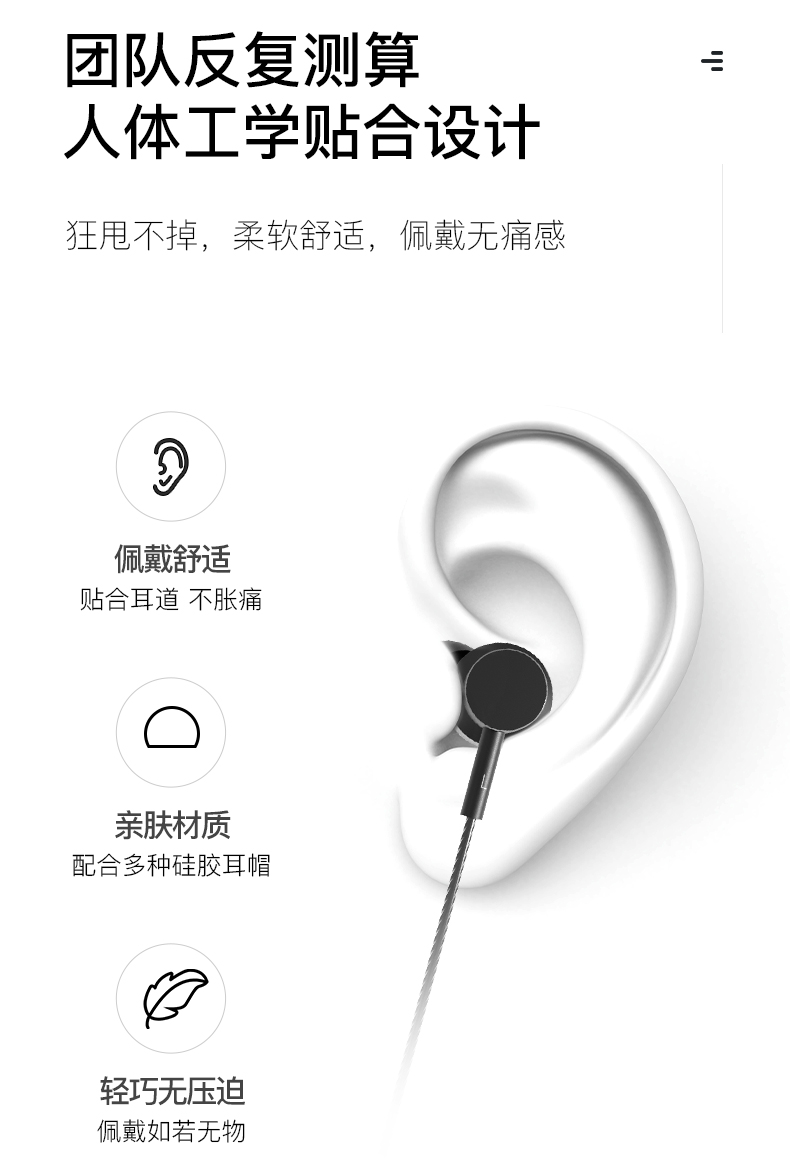 团队反复测算
人体工学贴合设计
狂甩不掉，柔软舒适，佩戴无痛感
佩戴舒适
贴合耳道 不胀痛
亲肤材质
配合多种硅胶耳帽
L
轻巧无压迫
佩戴如若无物